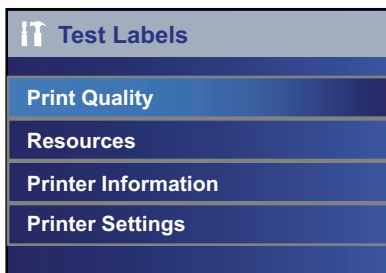 Test Labels
Print Quality
Resources
Printer Information
Printer Settings